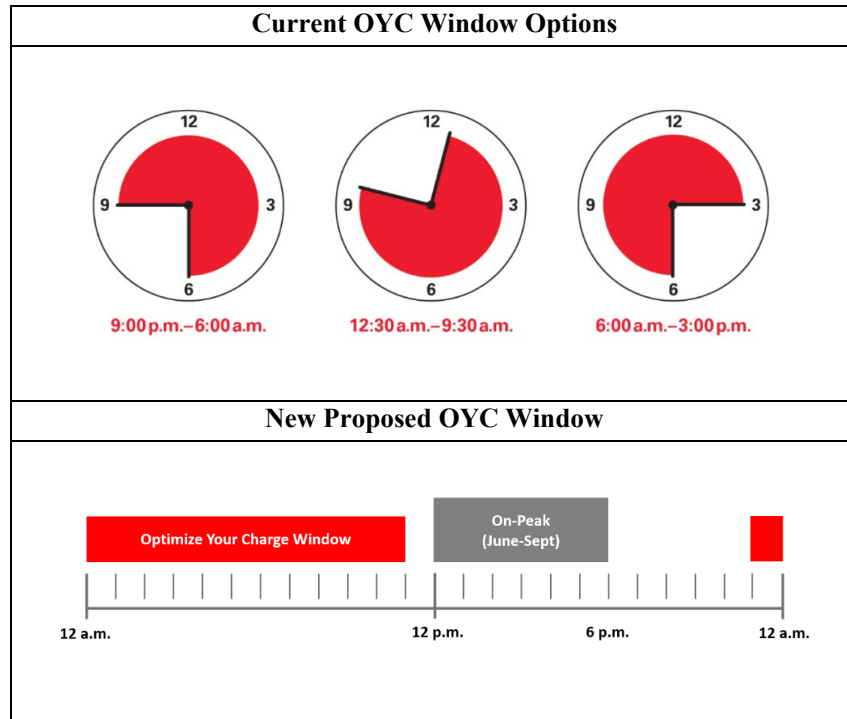 Current OYC Window Options
12
9
3
6
12
9
3
6
12
9
3
6
9:00 p.m.–6:00 a.m.
12:30 a.m.–9:30 a.m.
6:00 a.m.–3:00 p.m.
New Proposed OYC Window
Optimize Your Charge Window
On-Peak
(June-Sept)
12 a.m.
12 p.m.
6 p.m.
12 a.m.